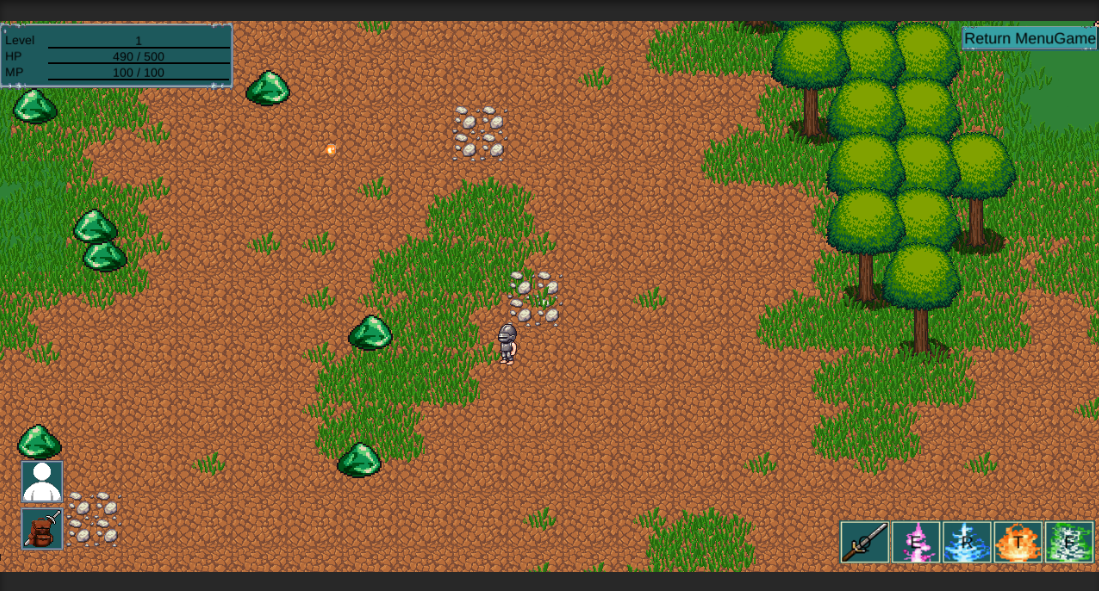 Level 1
HP 490 / 500
MP 100 / 100
Return MenuGame
E R T F